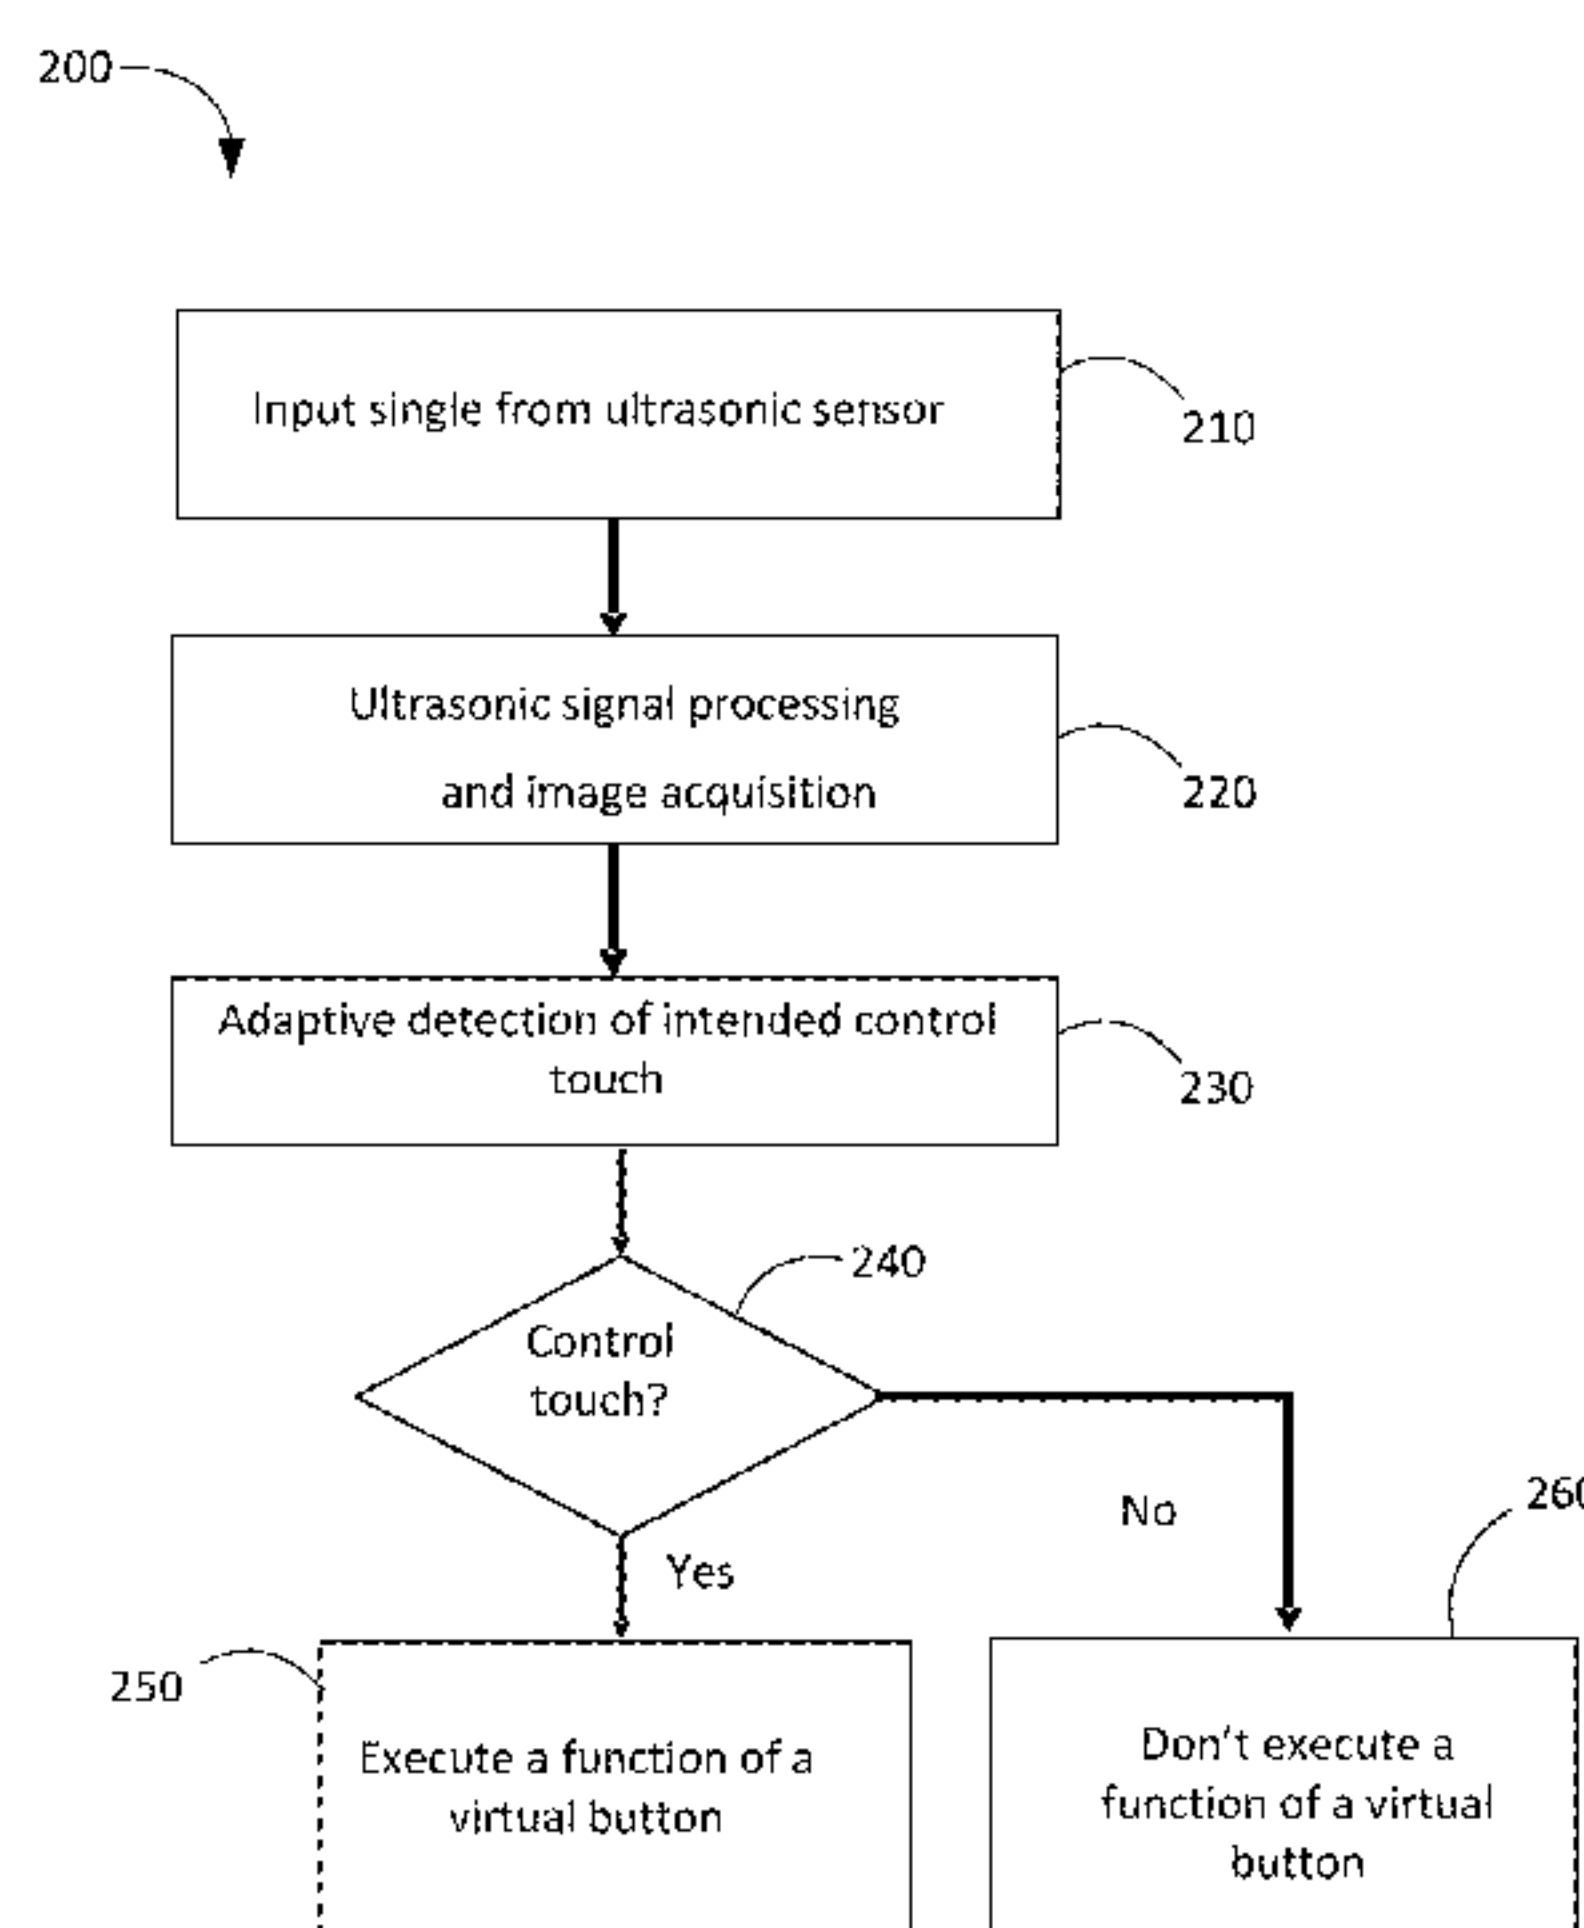 200
Input single from ultrasonic sensor
210
Ultrasonic signal processing
and image acquisition
220
Adaptive detection of intended control
touch
230
240
Control
touch?
No
260
Yes
250
Execute a function of a
virtual button
Don't execute a
function of a virtual
button